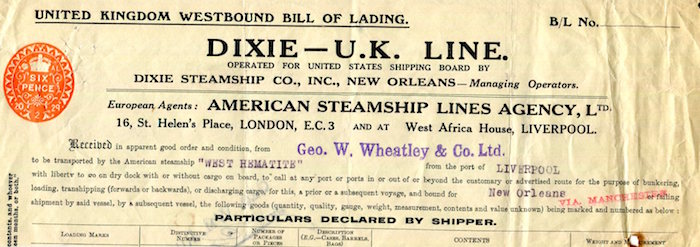 UNITED KINGDOM WESTBOUND BILL OF LADING.
B/L No.
DIXIE—U.K. LINE.
OPERATED FOR UNITED STATES SHIPPING BOARD BY
DIXIE STEAMSHIP CO., INC., NEW ORLEANS—Managing Operators.
SIX
PENCE
European Agents: AMERICAN STEAMSHIP LINES AGENCY, LTD.
16, St. Helen's Place, LONDON, E.C.3 AND AT West Africa House, LIVERPOOL.
Received in apparent good order and condition, from Geo. W. Wheatley & Co. Ltd.
to be transported by the American steamship "WEST HEMATITE" from the port of LIVERPOOL
with liberty to go on dry dock with or without cargo on board, to call at any port or ports in or out of or beyond the customary or advertised route for the purpose of bunkering,
loading, transhipping (forwards or backwards), or discharging cargo, for this, a prior or a subsequent voyage, and bound for New Orleans or failing
VIA. MANCHESTER
shipment by said vessel, by a subsequent vessel, the following goods (quantity, quality, gauge, weight, measurement, contents and value unknown) being marked and numbered as below:
PARTICULARS DECLARED BY SHIPPER.
LOADING MARKS
DISTINCTIVE NUMBER
NUMBER OF PACKAGES OR PIECES
DESCRIPTION (E.G.—CASES, BARRELS, BAGS)
CONTENTS
WEIGHT AND MEASUREMENT
contents and whoever
men, or both."